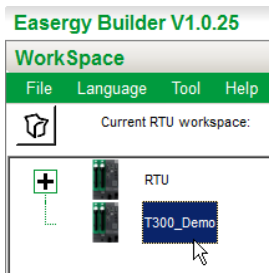 Easergy Builder V1.0.25
WorkSpace
File Language Tool Help
Current RTU workspace:
RTU
T300_Demo